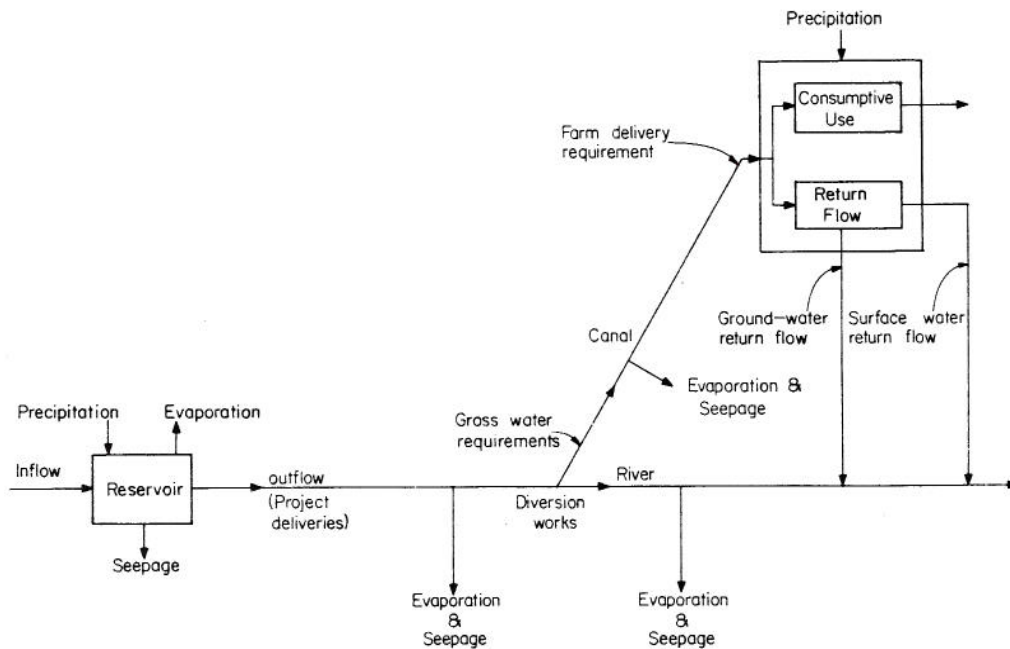 Precipitation
Consumptive
Use
Farm delivery
requirement
Return
Flow
Ground-water
return flow
Surface water
return flow
Canal
Evaporation &
Seepage
Gross water
requirements
Precipitation
Evaporation
Inflow
Reservoir
outflow
(Project
deliveries)
River
Diversion
works
Seepage
Evaporation
&
Seepage
Evaporation
&
Seepage